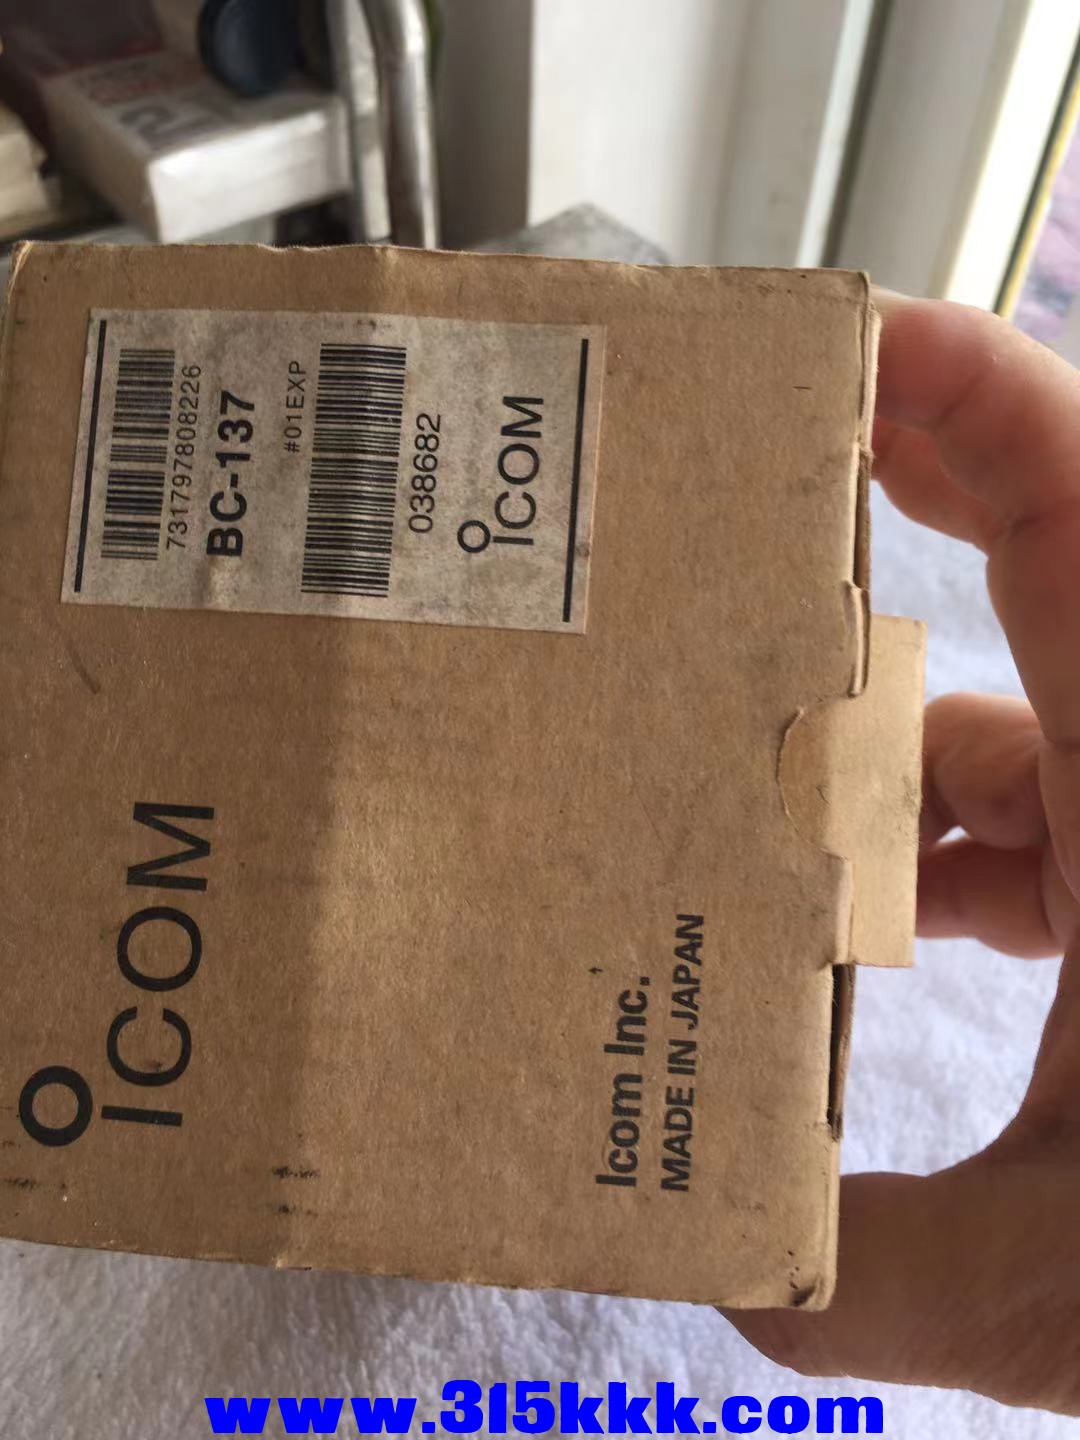 731797808226
BC-137
#01EXP
038682
ICOM
ICOM
Icom Inc.
MADE IN JAPAN
www.315kkk.com